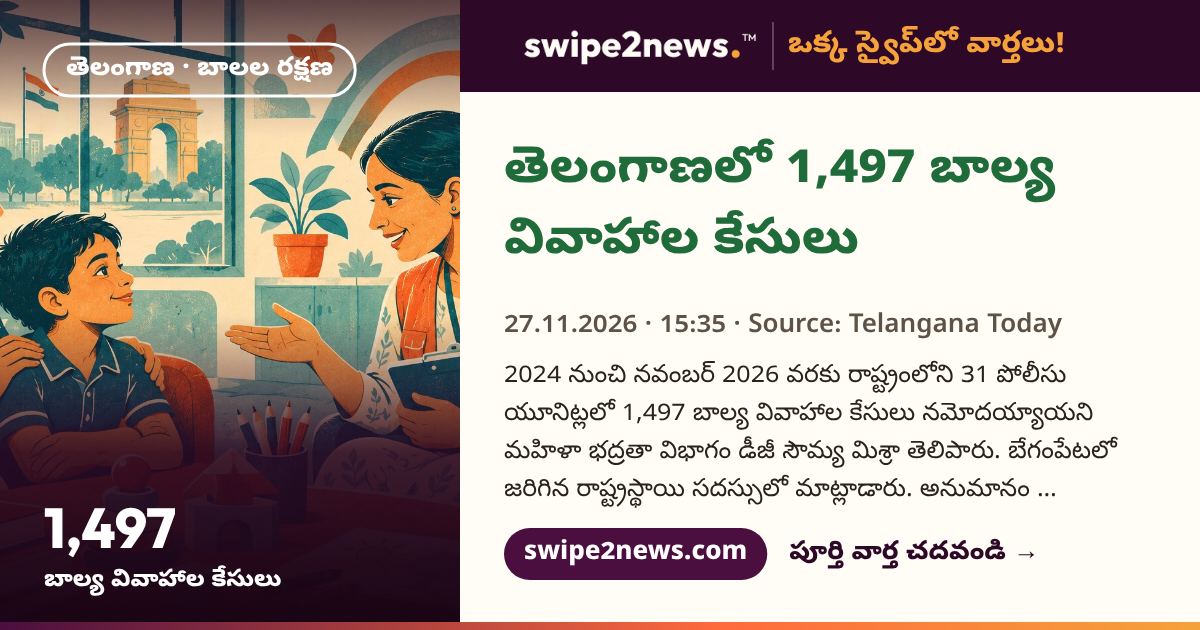 తెలంగాణ · బాలల రక్షణ
1,497
బాల్య వివాహాల కేసులు
swipe2news.™ ఒక్క స్వైప్‌లో వార్తలు!
తెలంగాణలో 1,497 బాల్య
వివాహాల కేసులు
27.11.2026 · 15:35 · Source: Telangana Today
2024 నుంచి నవంబర్ 2026 వరకు రాష్ట్రంలోని 31 పోలీసు
యూనిట్లలో 1,497 బాల్య వివాహాల కేసులు నమోదయ్యాయని
మహిళా భద్రతా విభాగం డీజీ సౌమ్య మిశ్రా తెలిపారు. బేగంపేటలో
జరిగిన రాష్ట్రస్థాయి సదస్సులో మాట్లాడారు. అనుమానం ...
swipe2news.com పూర్తి వార్త చదవండి →